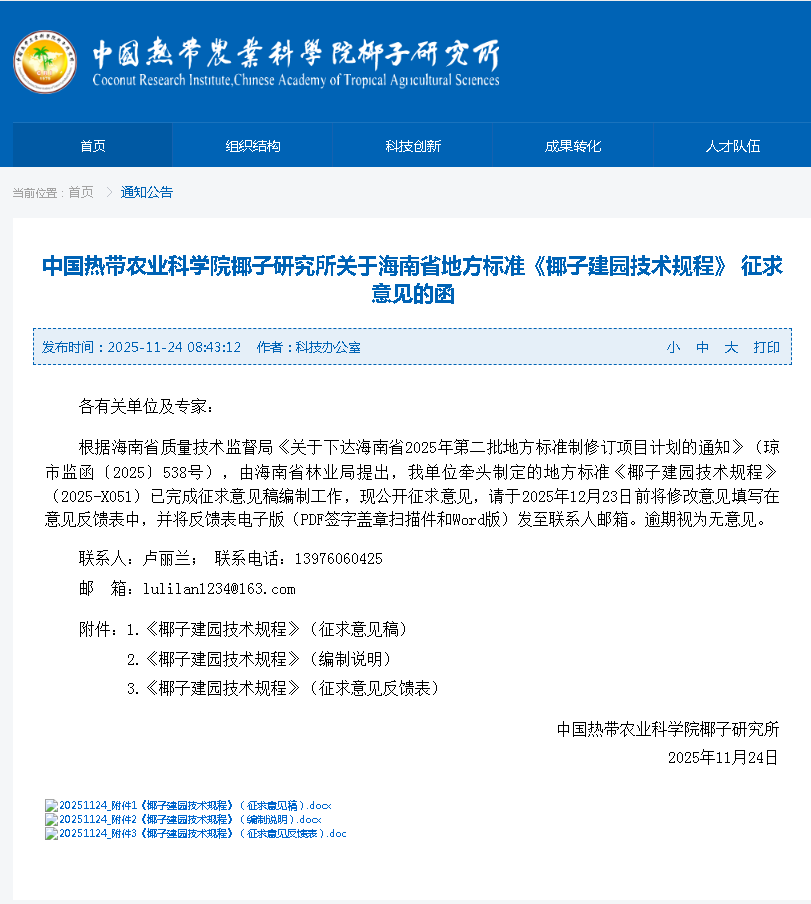 中国热带农业科学院椰子研究所
Coconut Research Institute,Chinese Academy of Tropical Agricultural Sciences
首页 组织结构 科技创新 成果转化 人才队伍
当前位置：首页 > 通知公告
中国热带农业科学院椰子研究所关于海南省地方标准《椰子建园技术规程》 征求
意见的函
发布时间：2025-11-24 08:43:12 作者：科技办公室 小 中 大 打印
各有关单位及专家：
根据海南省质量技术监督局《关于下达海南省2025年第二批地方标准制修订项目计划的通知》（琼
市监函〔2025〕538号），由海南省林业局提出，我单位牵头制定的地方标准《椰子建园技术规程》
（2025-X051）已完成征求意见稿编制工作，现公开征求意见，请于2025年12月23日前将修改意见填写在
意见反馈表中，并将反馈表电子版（PDF签字盖章扫描件和Word版）发至联系人邮箱。逾期视为无意见。
联系人：卢丽兰； 联系电话：13976060425
邮 箱：lulilan1234@163.com
附件：1.《椰子建园技术规程》（征求意见稿）
2.《椰子建园技术规程》（编制说明）
3.《椰子建园技术规程》（征求意见反馈表）
中国热带农业科学院椰子研究所
2025年11月24日
20251124_附件1《椰子建园技术规程》（征求意见稿）.docx
20251124_附件2《椰子建园技术规程》（编制说明）.docx
20251124_附件3《椰子建园技术规程》（征求意见反馈表）.doc